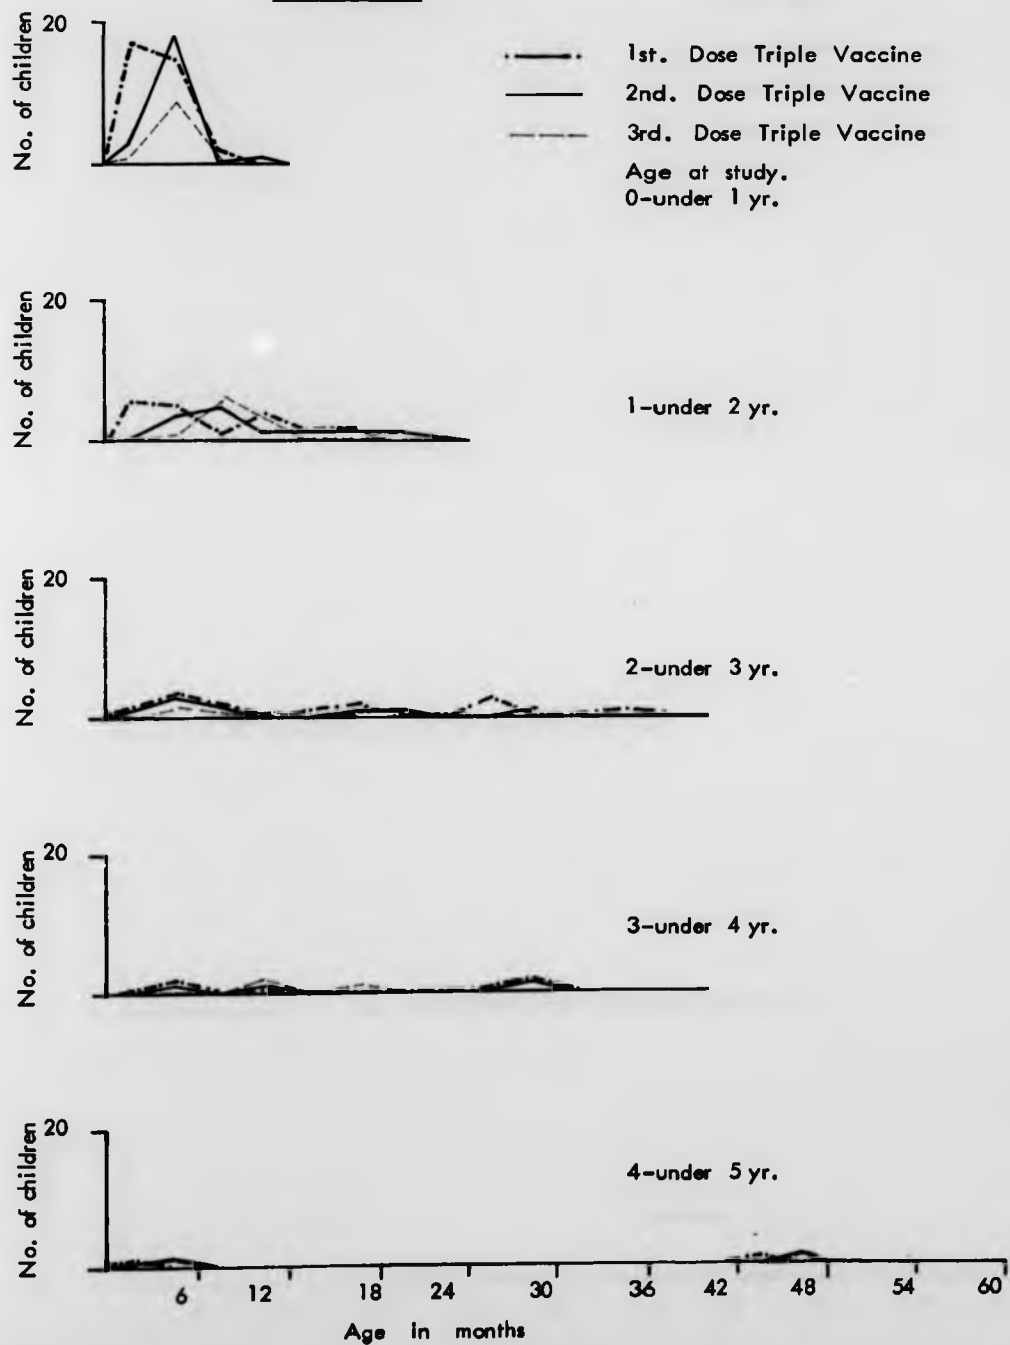 20
No. of children
1st. Dose Triple Vaccine
2nd. Dose Triple Vaccine
3rd. Dose Triple Vaccine
Age at study.
0-under 1 yr.
20
No. of children
1-under 2 yr.
20
No. of children
2-under 3 yr.
20
No. of children
3-under 4 yr.
20
No. of children
4-under 5 yr.
6 12 18 24 30 36 42 48 54 60
Age in months